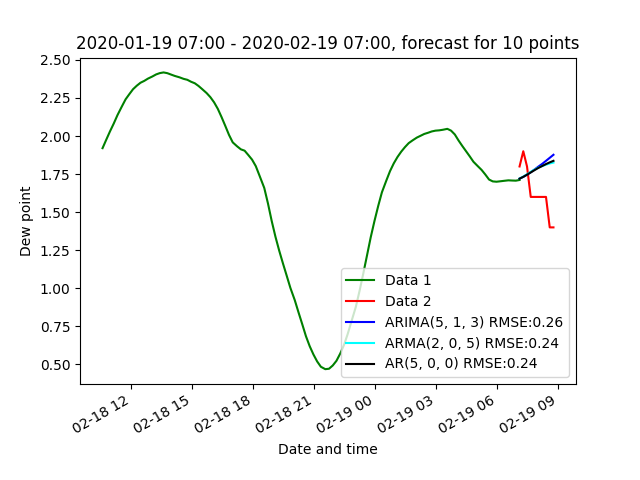 2020-01-19 07:00 - 2020-02-19 07:00, forecast for 10 points
2.50
2.25
2.00
1.75
1.50
1.25
1.00
0.75
0.50
Dew point
Data 1
Data 2
ARIMA(5, 1, 3) RMSE:0.26
ARMA(2, 0, 5) RMSE:0.24
AR(5, 0, 0) RMSE:0.24
02-18 12
02-18 15
02-18 18
02-18 21
02-19 00
02-19 03
02-19 06
02-19 09
Date and time